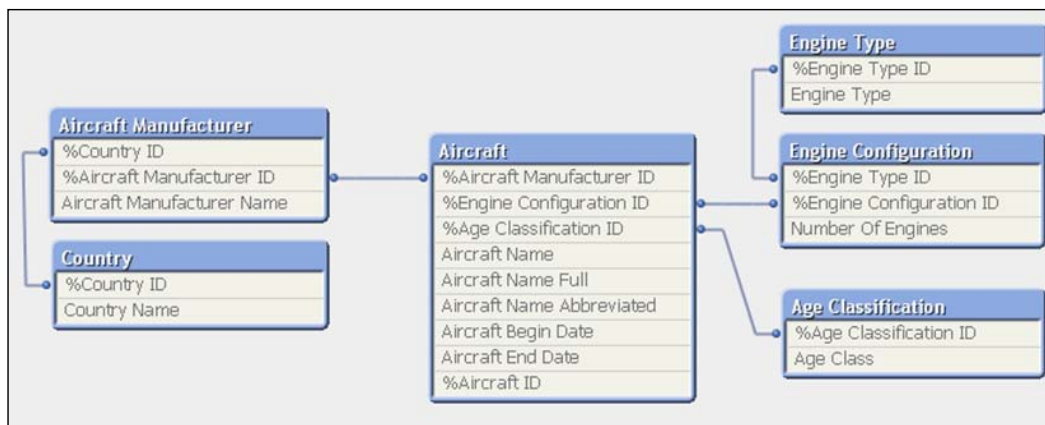 Aircraft Manufacturer
%Country ID
%Aircraft Manufacturer ID
Aircraft Manufacturer Name
Country
%Country ID
Country Name
Aircraft
%Aircraft Manufacturer ID
%Engine Configuration ID
%Age Classification ID
Aircraft Name
Aircraft Name Full
Aircraft Name Abbreviated
Aircraft Begin Date
Aircraft End Date
%Aircraft ID
Engine Type
%Engine Type ID
Engine Type
Engine Configuration
%Engine Type ID
%Engine Configuration ID
Number Of Engines
Age Classification
%Age Classification ID
Age Class